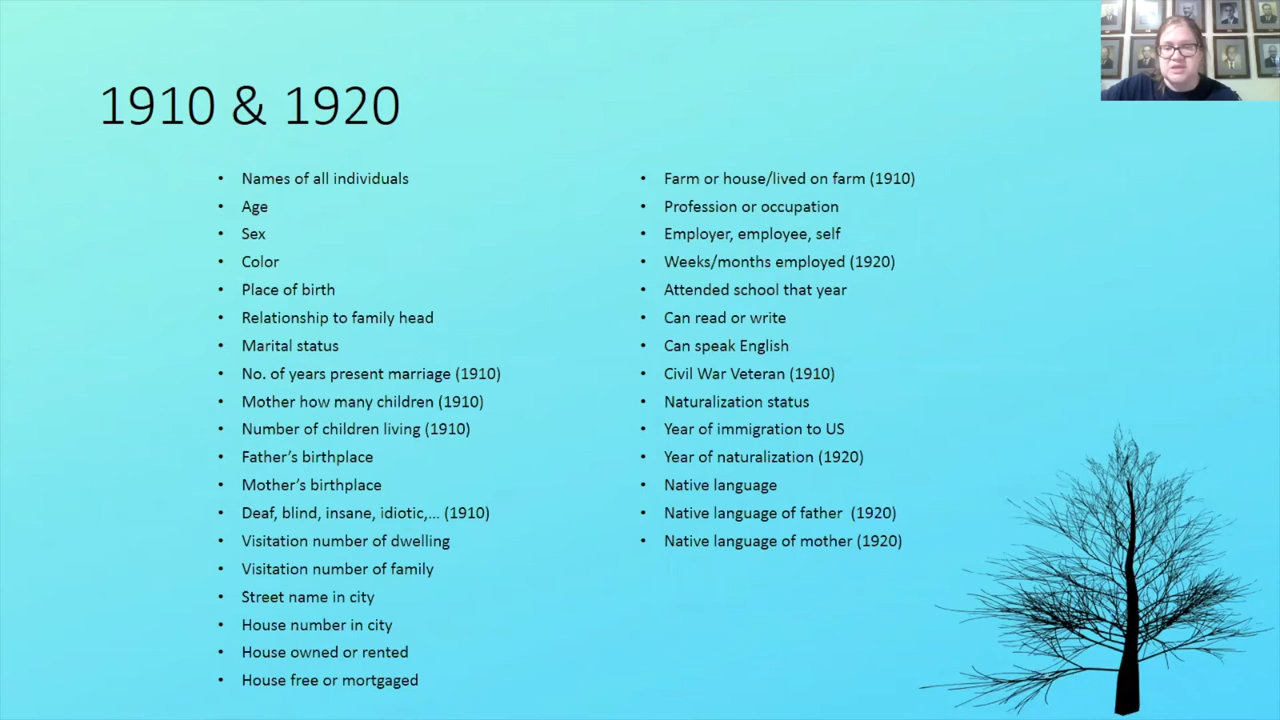 1910 & 1920
• Names of all individuals
• Age
• Sex
• Color
• Place of birth
• Relationship to family head
• Marital status
• No. of years present marriage (1910)
• Mother how many children (1910)
• Number of children living (1910)
• Father’s birthplace
• Mother’s birthplace
• Deaf, blind, insane, idiotic,... (1910)
• Visitation number of dwelling
• Visitation number of family
• Street name in city
• House number in city
• House owned or rented
• House free or mortgaged
• Farm or house/lived on farm (1910)
• Profession or occupation
• Employer, employee, self
• Weeks/months employed (1920)
• Attended school that year
• Can read or write
• Can speak English
• Civil War Veteran (1910)
• Naturalization status
• Year of immigration to US
• Year of naturalization (1920)
• Native language
• Native language of father  (1920)
• Native language of mother (1920)